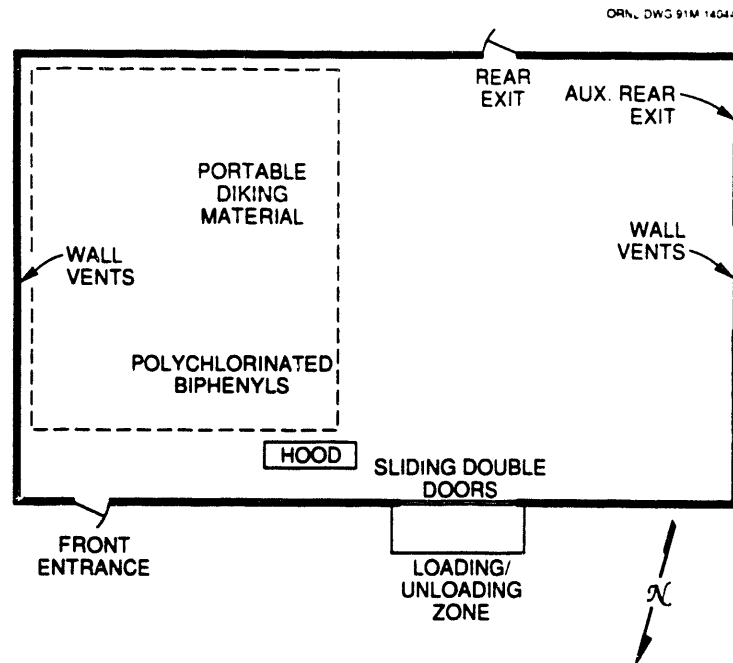 ORNL DWG 91M 14044
REAR
EXIT
AUX. REAR
EXIT
PORTABLE
DIKING
MATERIAL
WALL
VENTS
WALL
VENTS
POLYCHLORINATED
BIPHENYLS
HOOD
SLIDING DOUBLE
DOORS
FRONT
ENTRANCE
LOADING/
UNLOADING
ZONE
N